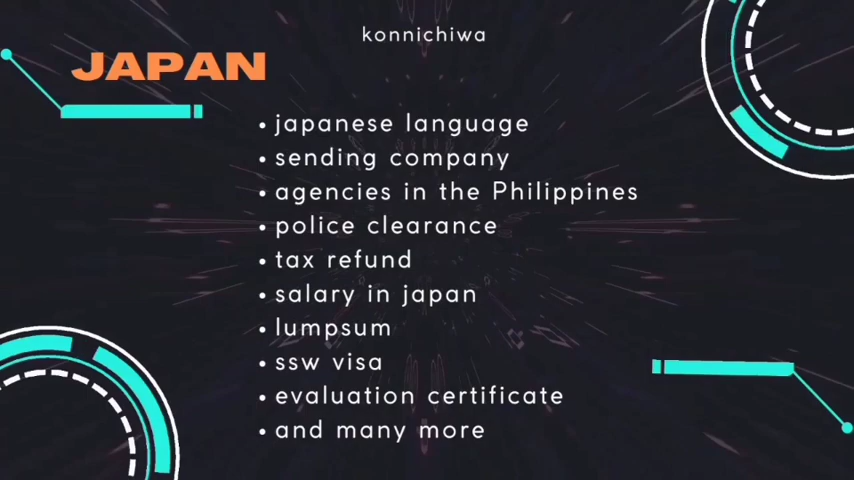 konnichiwa
JAPAN
• japanese language
• sending company
• agencies in the Philippines
• police clearance
• tax refund
• salary in japan
• lumpsum
• ssw visa
• evaluation certificate
• and many more